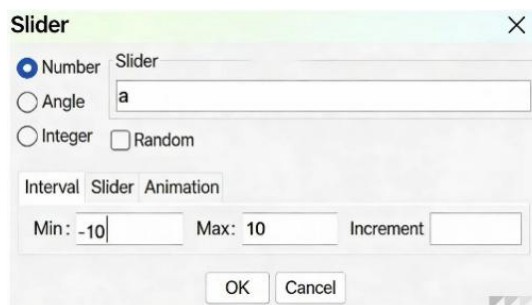 Slider
Number
Slider
a
Angle
Integer
Random
Interval Slider Animation
Min: -10 Max: 10 Increment
OK Cancel